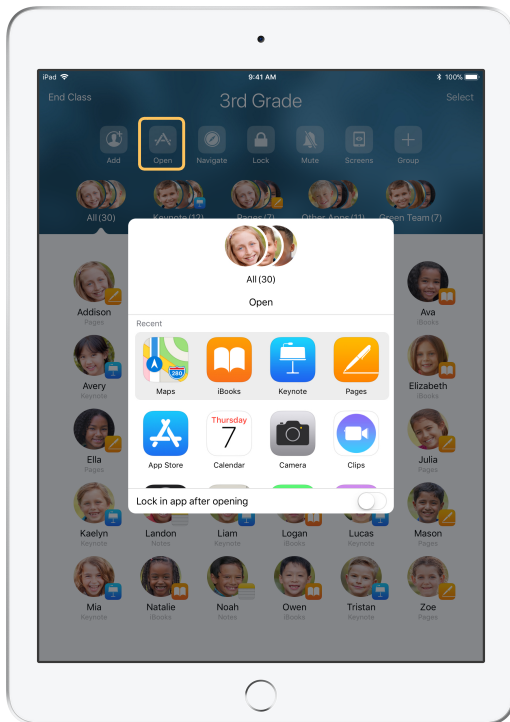 iPad 9:41 AM 100%
End Class 3rd Grade Select
Add Open Navigate Lock Mute Screens Group
All (30) Keynote (12) Pages (7) Other Apps (11) Green Team (7)
All (30)
Open
Recent
280
Maps iBooks Keynote Pages
Thursday
7
App Store Calendar Camera Clips
Lock in app after opening
Addison Ava
Pages iBooks
Avery Elizabeth
Keynote iBooks
Ella Julia
Pages Pages
Kaelyn Landon Liam Logan Lucas Mason
Keynote Notes Keynote iBooks Keynote Pages
Mia Natalie Noah Owen Tristan Zoe
Keynote iBooks Notes iBooks Keynote Pages